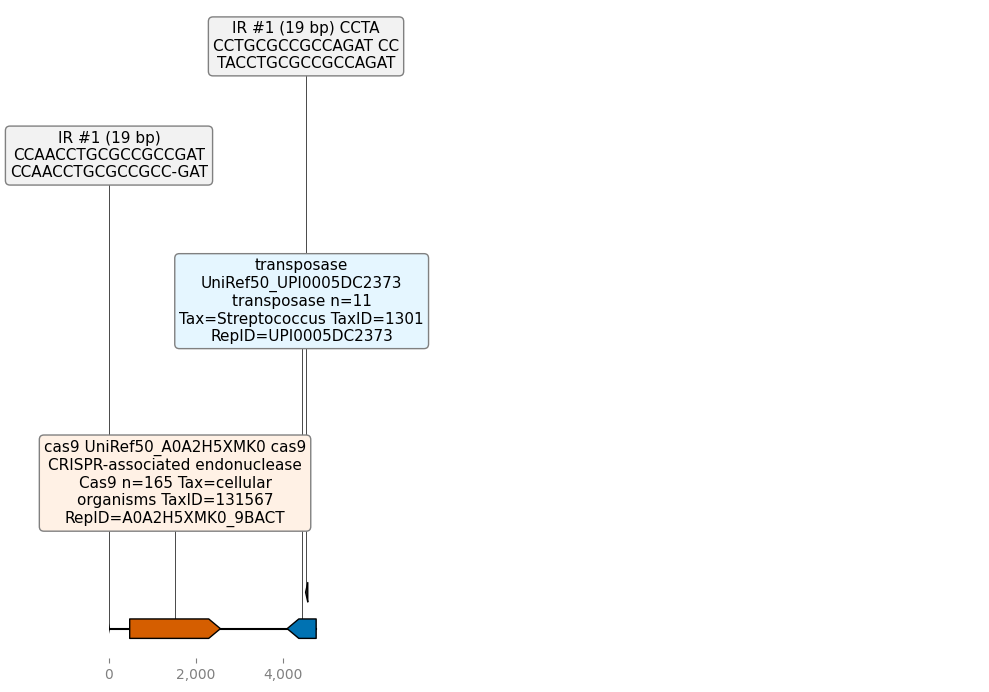 IR #1 (19 bp) CCTA
CCTGCGCCGCCAGAT CC
TACCTGCGCCGCCAGAT
IR #1 (19 bp)
CCAACCTGCGCCGCCGAT
CCAACCTGCGCCGCC-GAT
transposase
UniRef50_UPI0005DC2373
transposase n=11
Tax=Streptococcus TaxID=1301
RepID=UPI0005DC2373
cas9 UniRef50_A0A2H5XMK0 cas9
CRISPR-associated endonuclease
Cas9 n=165 Tax=cellular
organisms TaxID=131567
RepID=A0A2H5XMK0_9BACT
0 2,000 4,000